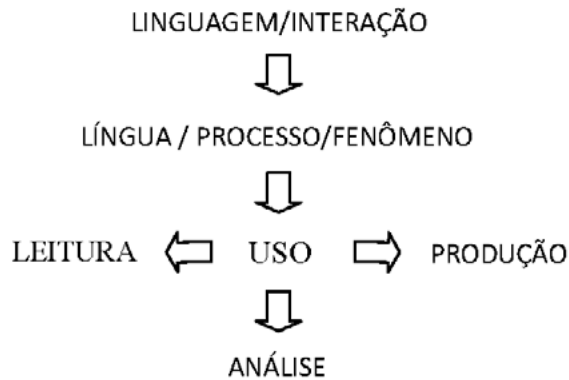 LINGUAGEM/INTERAÇÃO
LÍNGUA / PROCESSO/FENÔMENO
LEITURA USO PRODUÇÃO
ANÁLISE